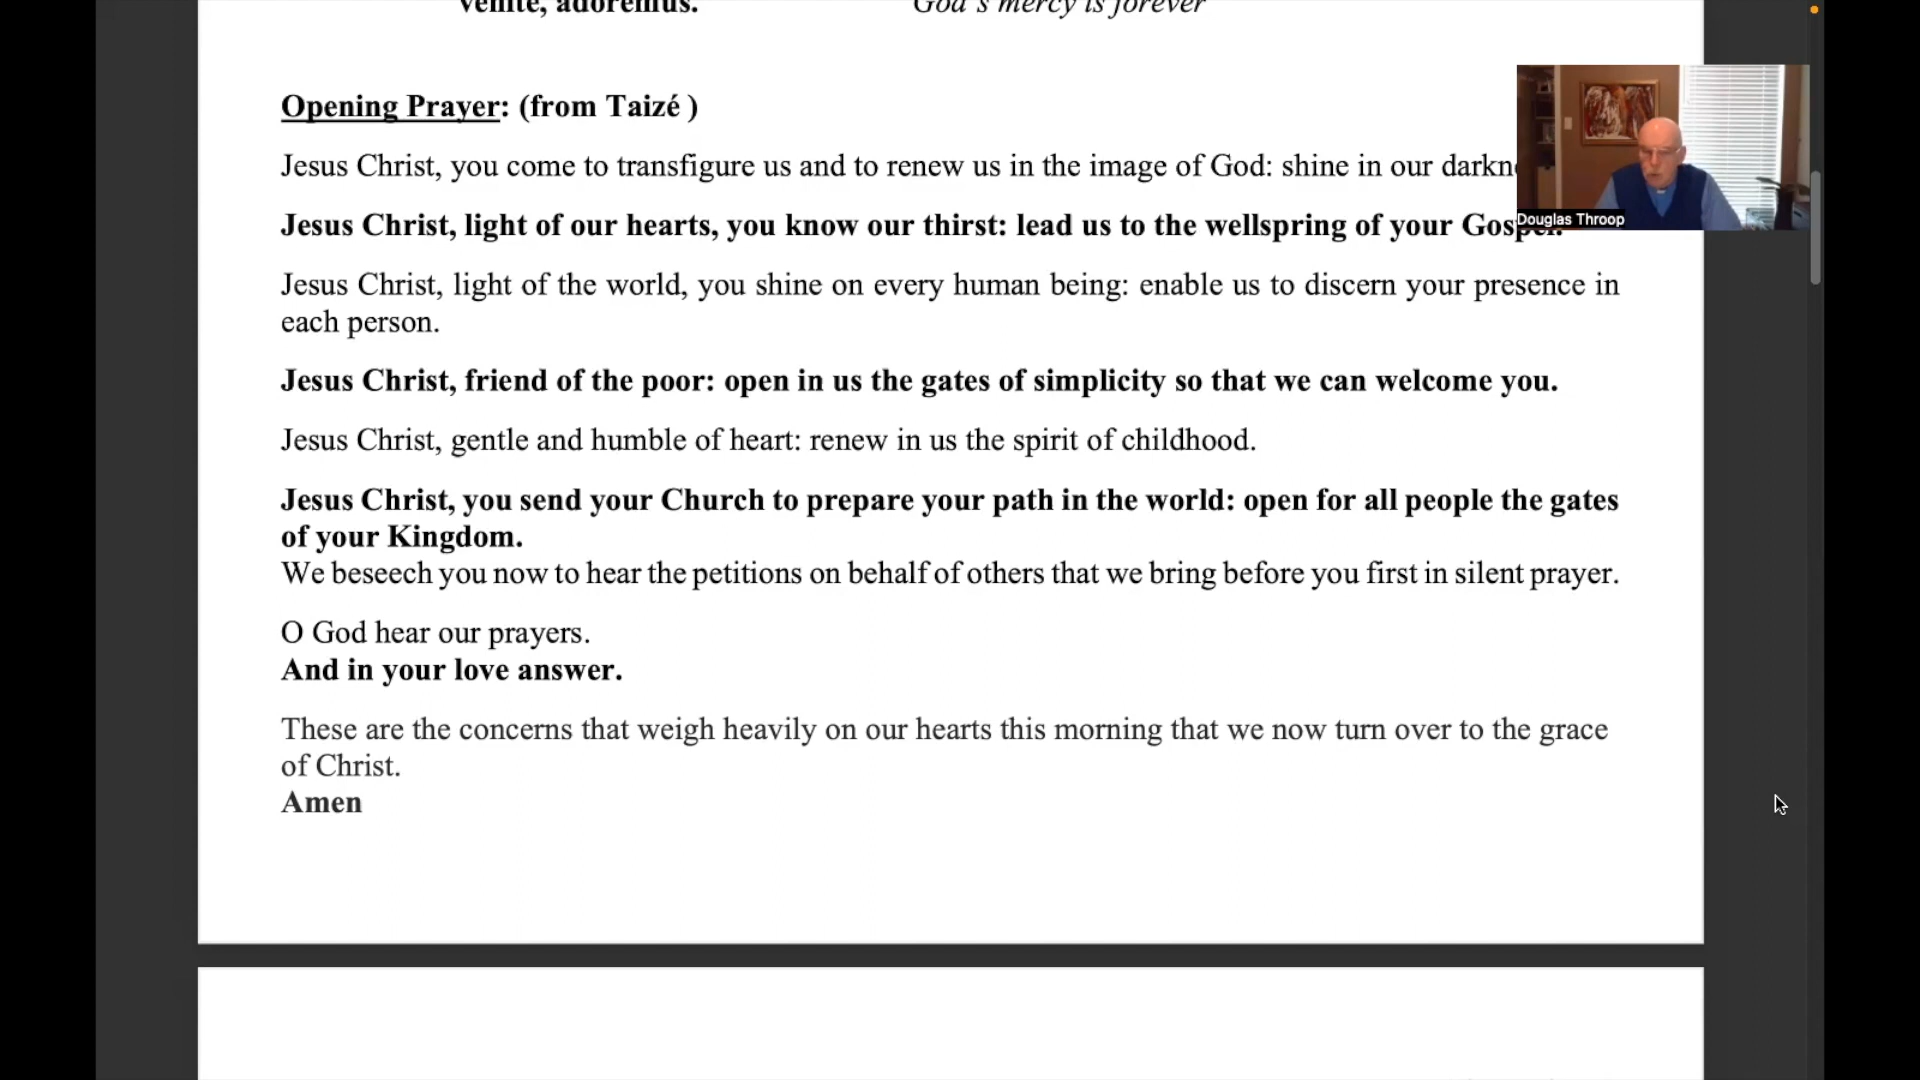 Venite, adoremus. God's mercy is forever
Opening Prayer: (from Taizé )
Jesus Christ, you come to transfigure us and to renew us in the image of God: shine in our
Jesus Christ, light of our hearts, you know our thirst: lead us to the wellspring of your Gospel.
Douglas Throop
Jesus Christ, light of the world, you shine on every human being: enable us to discern your presence in
each person.
Jesus Christ, friend of the poor: open in us the gates of simplicity so that we can welcome you.
Jesus Christ, gentle and humble of heart: renew in us the spirit of childhood.
Jesus Christ, you send your Church to prepare your path in the world: open for all people the gates
of your Kingdom.
We beseech you now to hear the petitions on behalf of others that we bring before you first in silent prayer.
O God hear our prayers.
And in your love answer.
These are the concerns that weigh heavily on our hearts this morning that we now turn over to the grace
of Christ.
Amen